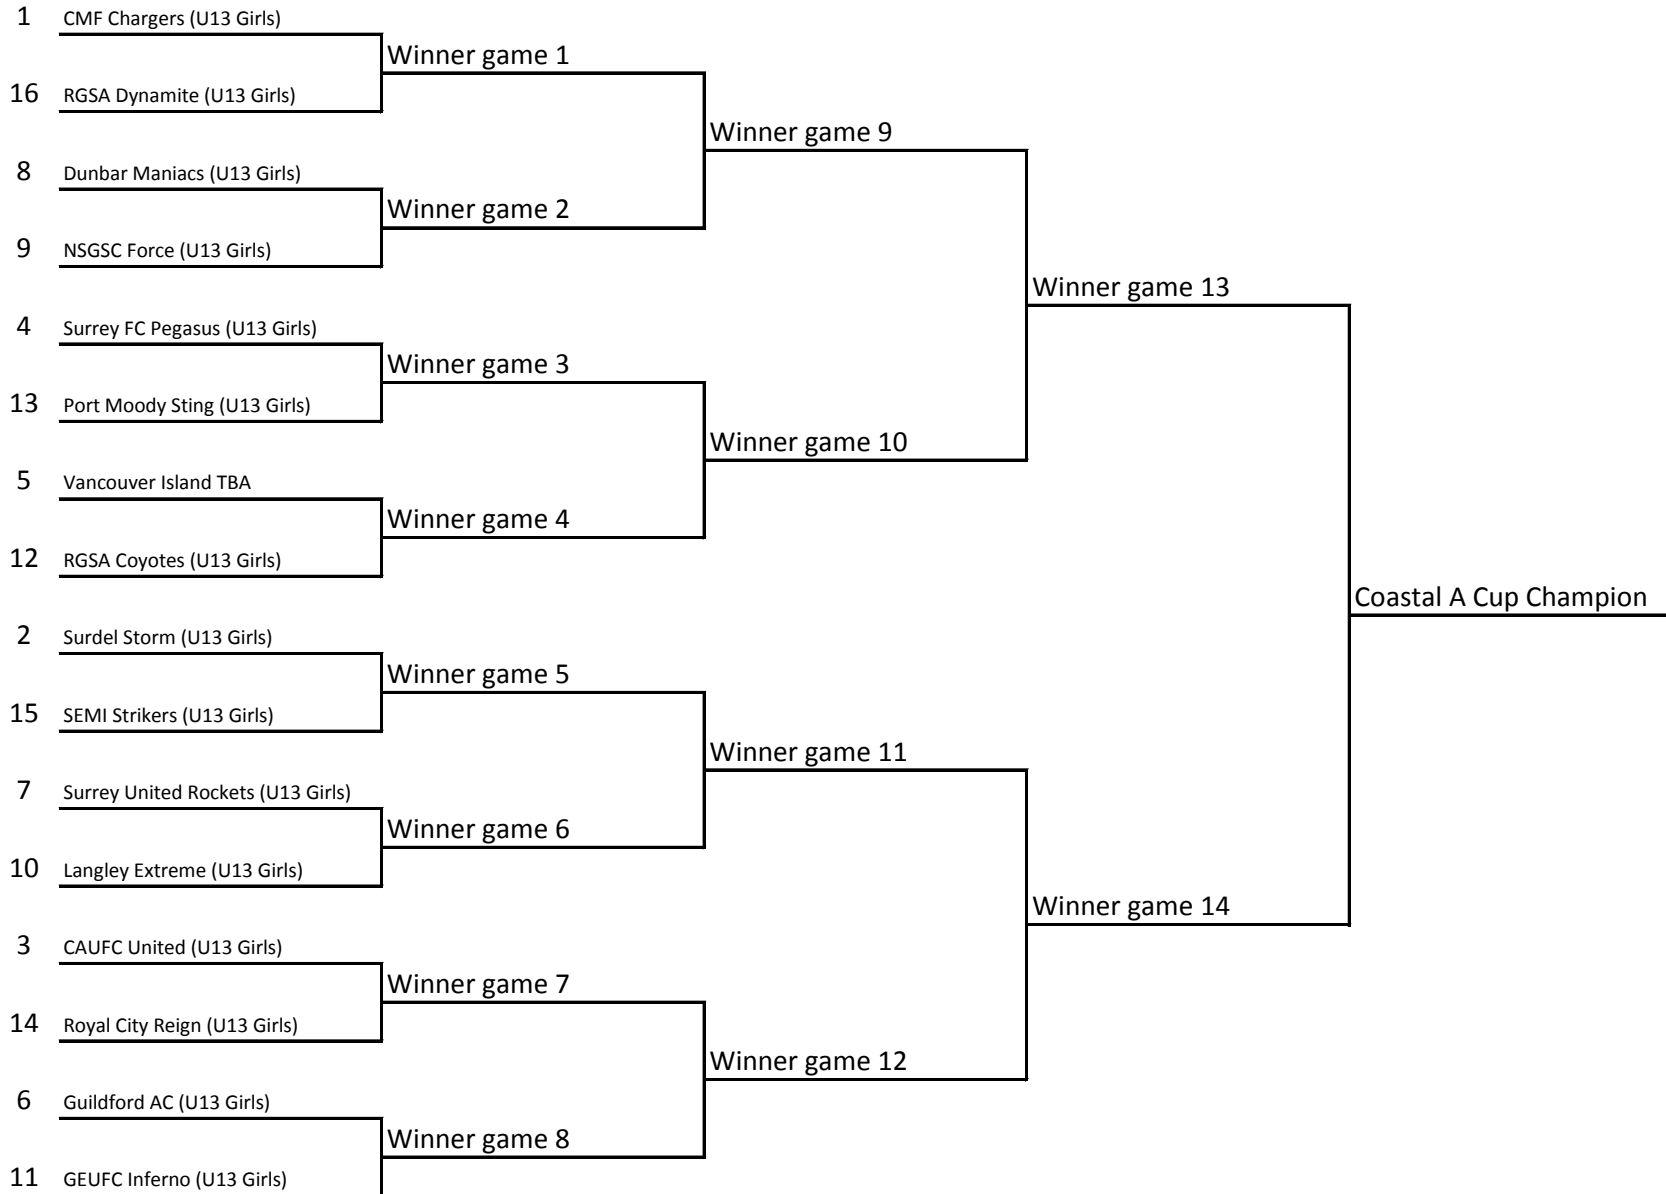 1 CMF Chargers (U13 Girls)
Winner game 1
16 RGSA Dynamite (U13 Girls)
Winner game 9
8 Dunbar Maniacs (U13 Girls)
Winner game 2
9 NSGSC Force (U13 Girls)
Winner game 13
4 Surrey FC Pegasus (U13 Girls)
Winner game 3
13 Port Moody Sting (U13 Girls)
Winner game 10
5 Vancouver Island TBA
Winner game 4
12 RGSA Coyotes (U13 Girls)
Coastal A Cup Champion
2 Surdel Storm (U13 Girls)
Winner game 5
15 SEMI Strikers (U13 Girls)
Winner game 11
7 Surrey United Rockets (U13 Girls)
Winner game 6
10 Langley Extreme (U13 Girls)
Winner game 14
3 CAUFC United (U13 Girls)
Winner game 7
14 Royal City Reign (U13 Girls)
Winner game 12
6 Guildford AC (U13 Girls)
Winner game 8
11 GEUFC Inferno (U13 Girls)